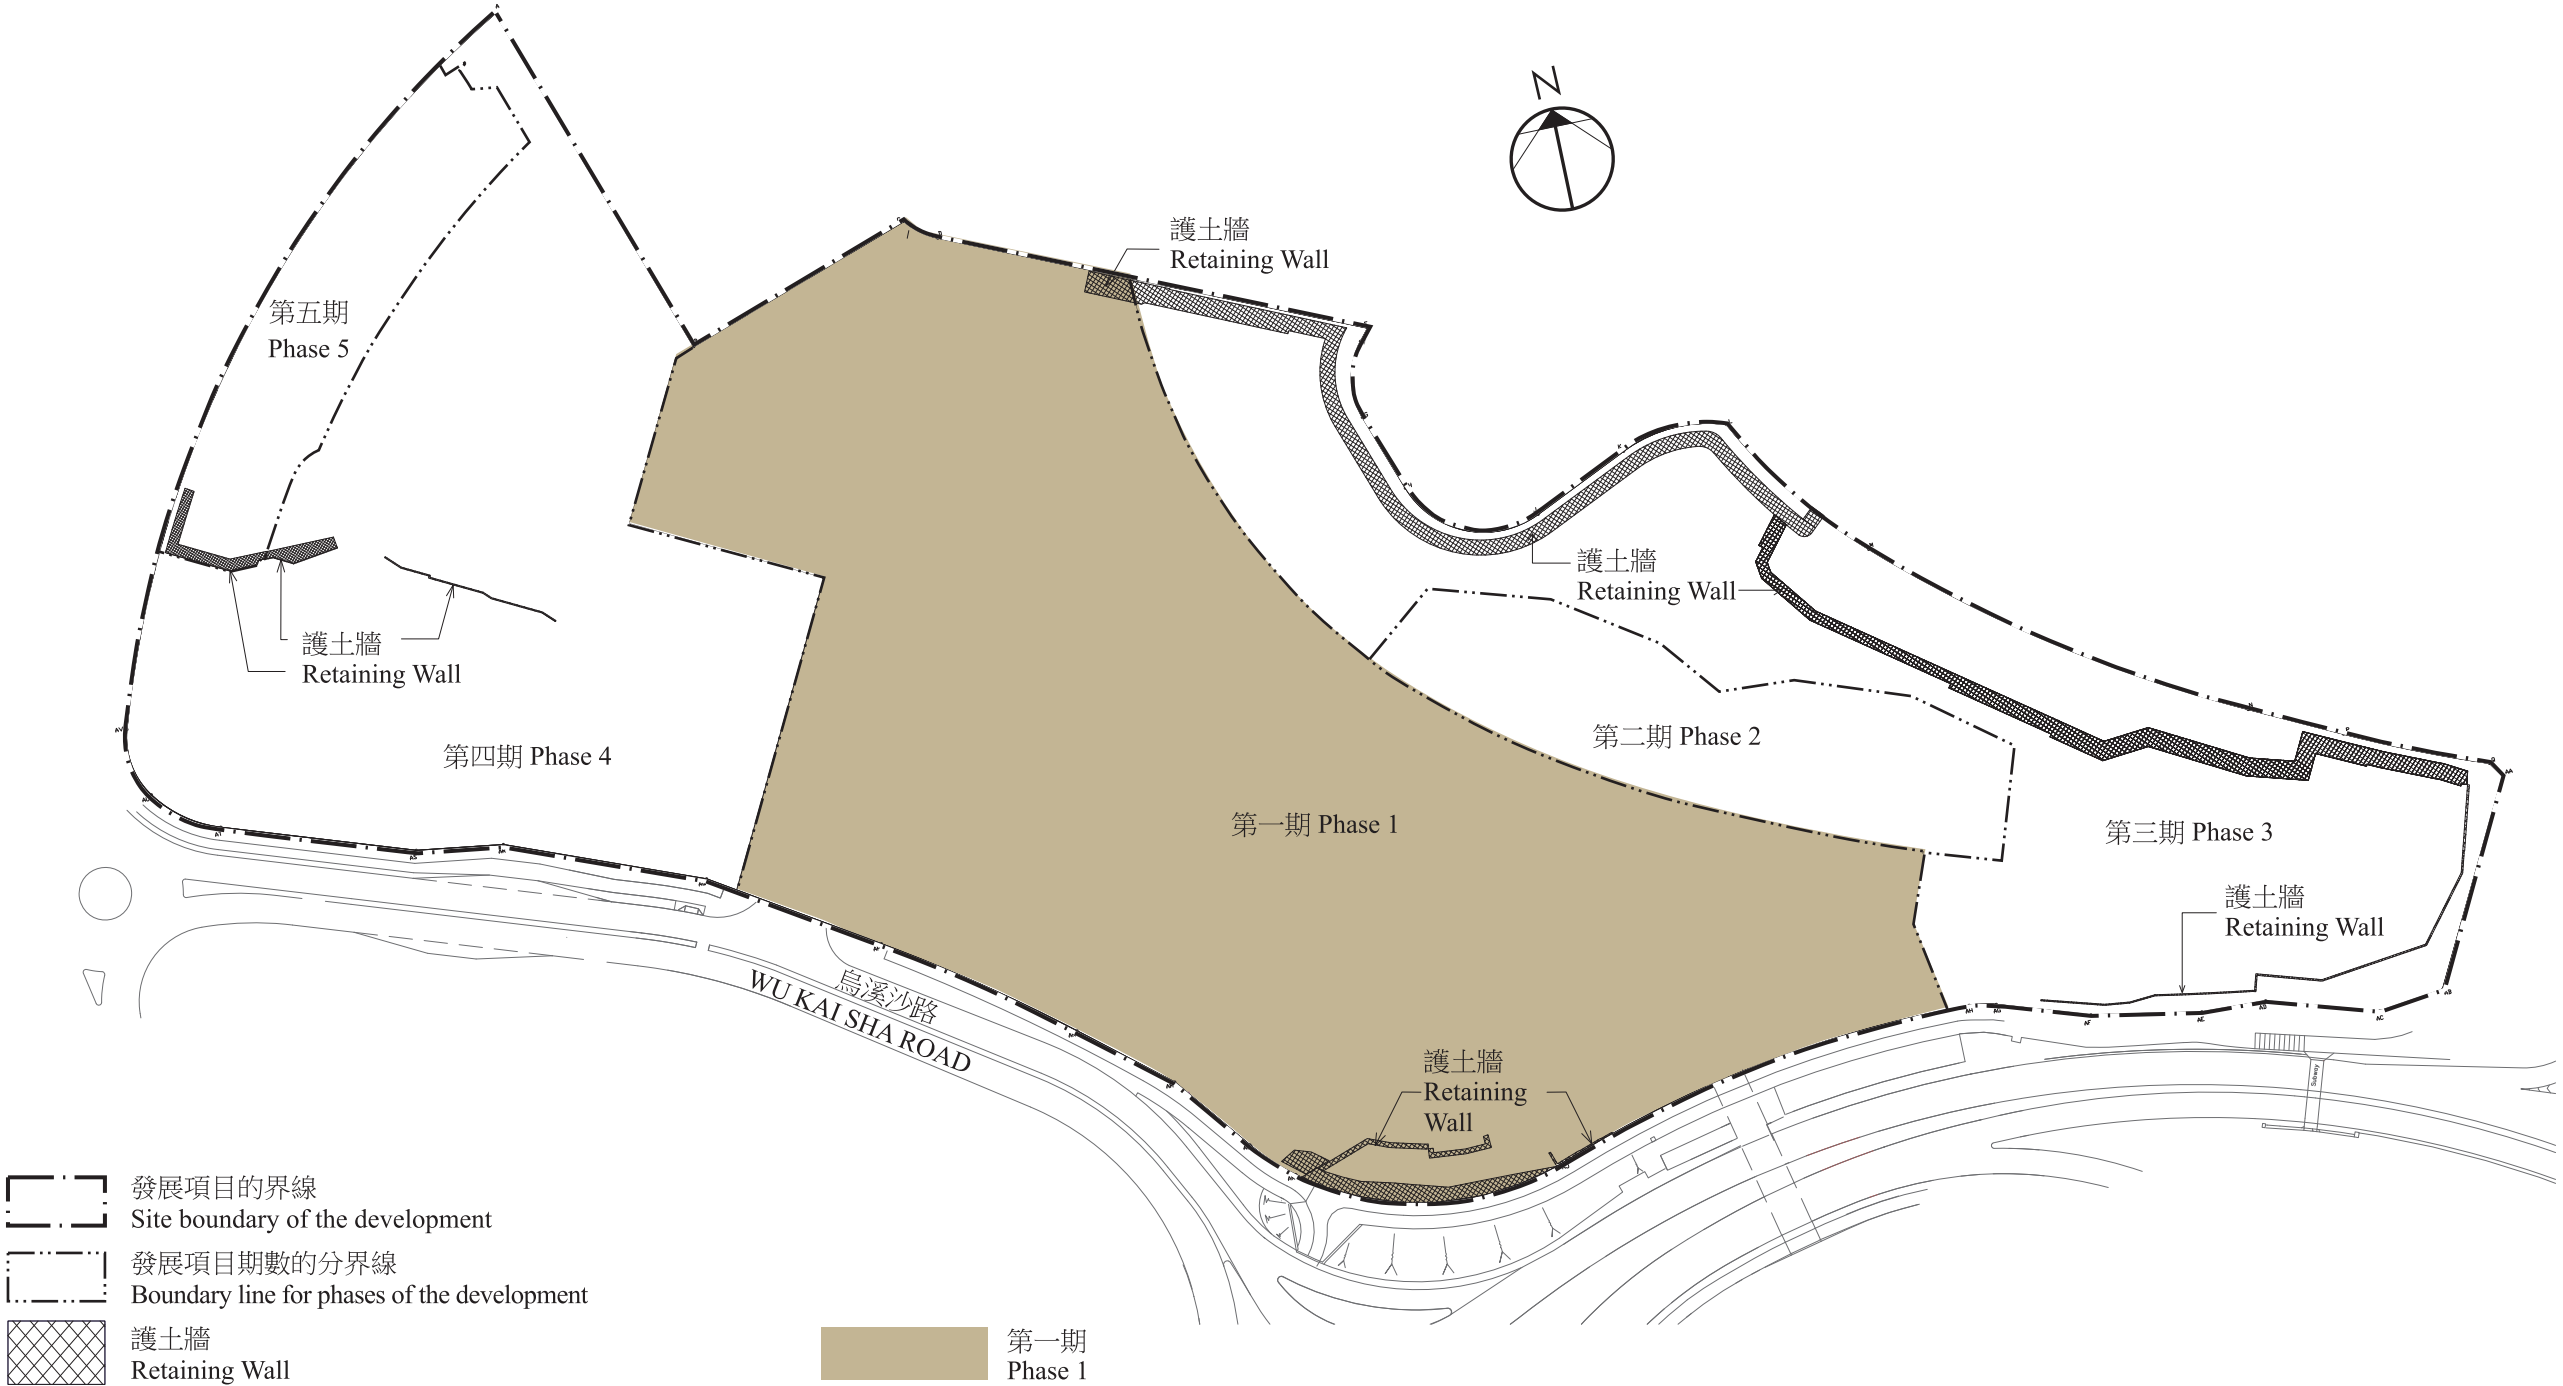 N
護土牆
Retaining Wall
第五期
Phase 5
護土牆
Retaining Wall
護土牆
Retaining Wall
第四期 Phase 4
第二期 Phase 2
第一期 Phase 1
第三期 Phase 3
護土牆
Retaining Wall
烏溪沙路
WU KAI SHA ROAD
護土牆
Retaining
Wall
Subway
發展項目的界線
Site boundary of the development
發展項目期數的分界線
Boundary line for phases of the development
護土牆
Retaining Wall
第一期
Phase 1